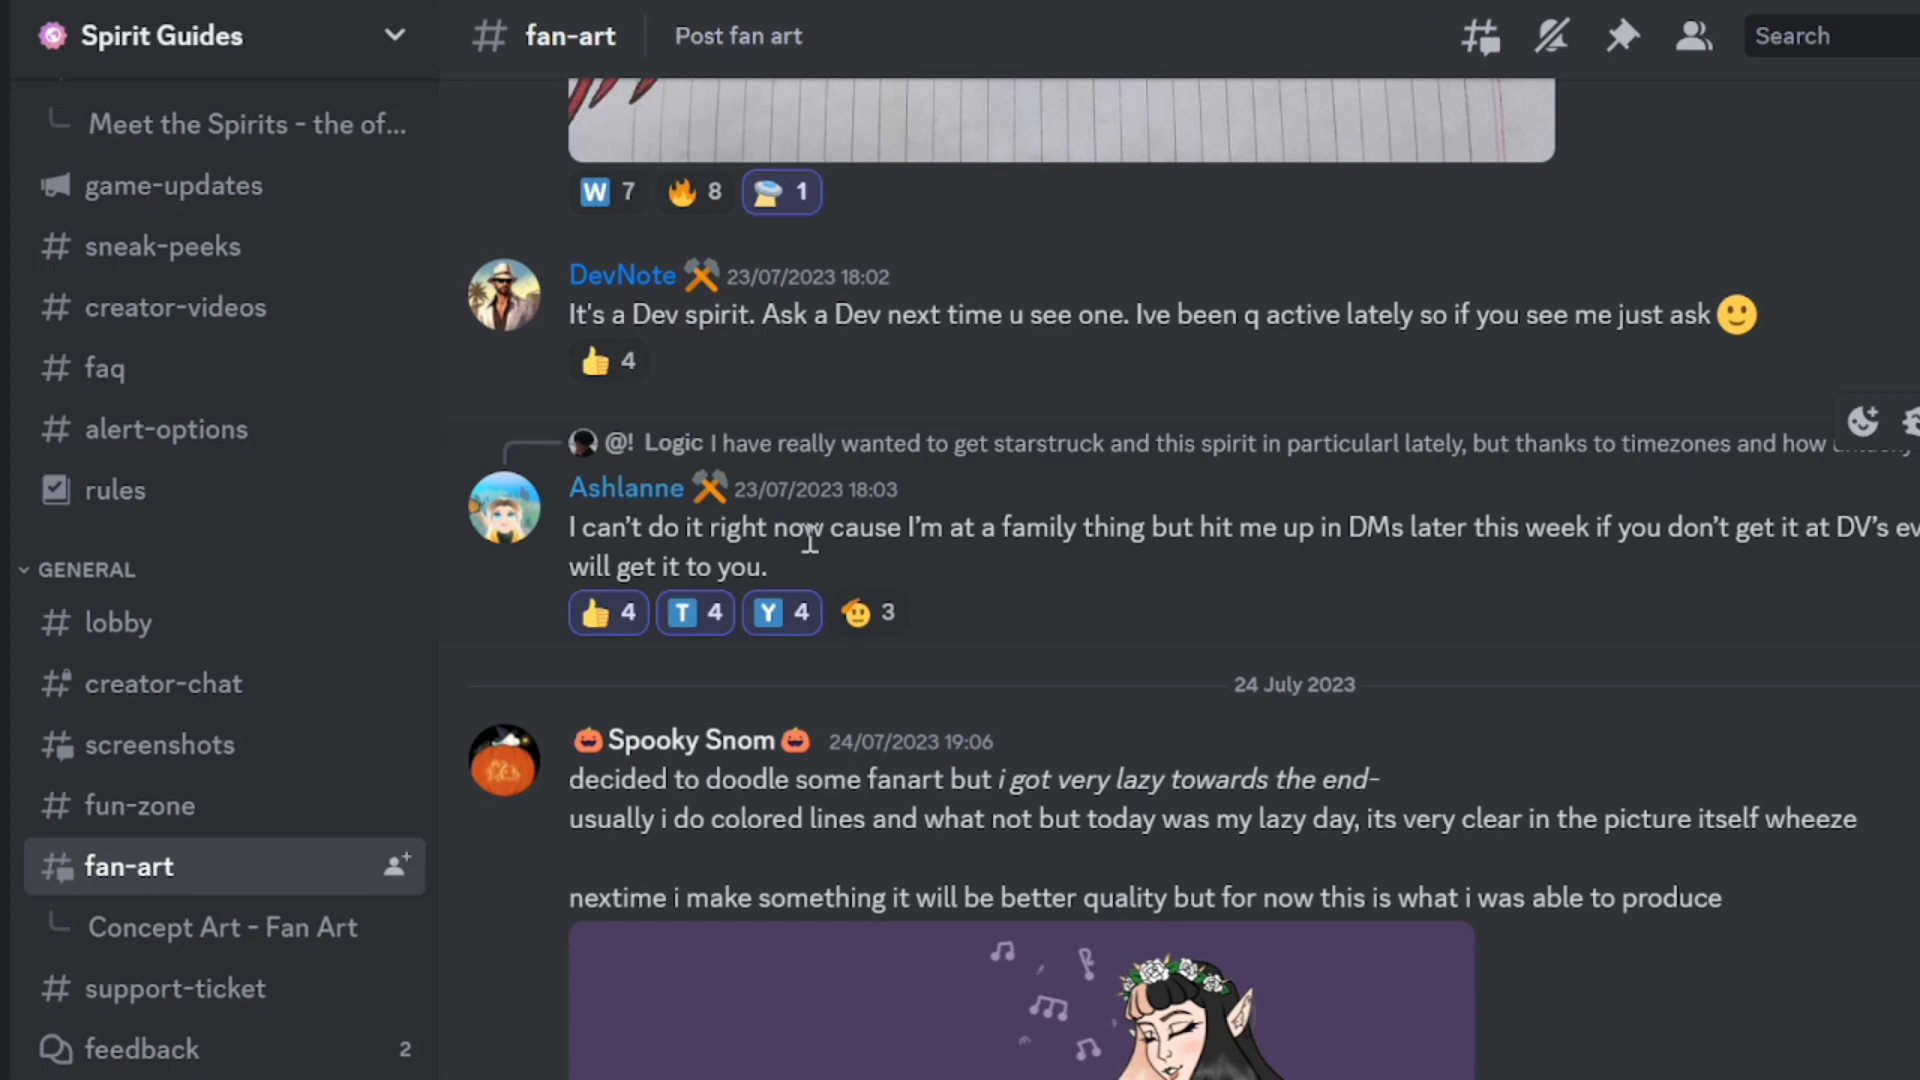 Spirit Guides
Meet the Spirits - the of...
game-updates
sneak-peeks
creator-videos
faq
alert-options
rules
GENERAL
lobby
creator-chat
screenshots
fun-zone
fan-art
Concept Art - Fan Art
support-ticket
feedback 2
fan-art Post fan art
Search
W 7 🔥 8 1
DevNote 23/07/2023 18:02
It's a Dev spirit. Ask a Dev next time u see one. Ive been q active lately so if you see me just ask 🙂
👍 4
@! Logic I have really wanted to get starstruck and this spirit in particularl lately, but thanks to timezones and how
Ashlanne 23/07/2023 18:03
I can't do it right now cause I'm at a family thing but hit me up in DMs later this week if you don't get it at DV's
will get it to you.
👍 4 T 4 Y 4 🫡 3
24 July 2023
🎃 Spooky Snom 🎃 24/07/2023 19:06
decided to doodle some fanart but i got very lazy towards the end-
usually i do colored lines and what not but today was my lazy day, its very clear in the picture itself wheeze
nextime i make something it will be better quality but for now this is what i was able to produce